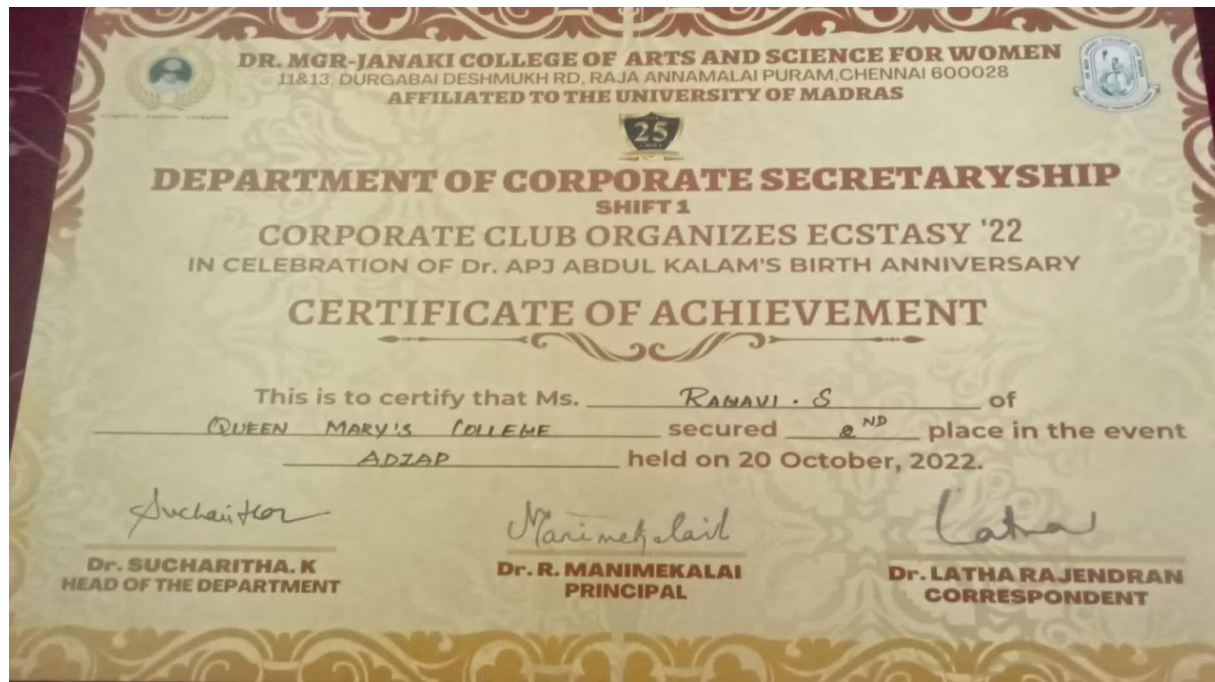 DR. MGR-JANAKI COLLEGE OF ARTS AND SCIENCE FOR WOMEN
11&13, DURGABAI DESHMUKH RD, RAJA ANNAMALAI PURAM,CHENNAI 600028
AFFILIATED TO THE UNIVERSITY OF MADRAS
25
DEPARTMENT OF CORPORATE SECRETARYSHIP
SHIFT 1
CORPORATE CLUB ORGANIZES ECSTASY '22
IN CELEBRATION OF Dr. APJ ABDUL KALAM'S BIRTH ANNIVERSARY
CERTIFICATE OF ACHIEVEMENT
This is to certify that Ms. S of
QUEEN MARY'S COLLEGE secured 2ND place in the event
ADZAP held on 20 October, 2022.
Manimekalai Latha
Dr. SUCHARITHA. K Dr. R. MANIMEKALAI Dr. LATHA RAJENDRAN
HEAD OF THE DEPARTMENT PRINCIPAL CORRESPONDENT